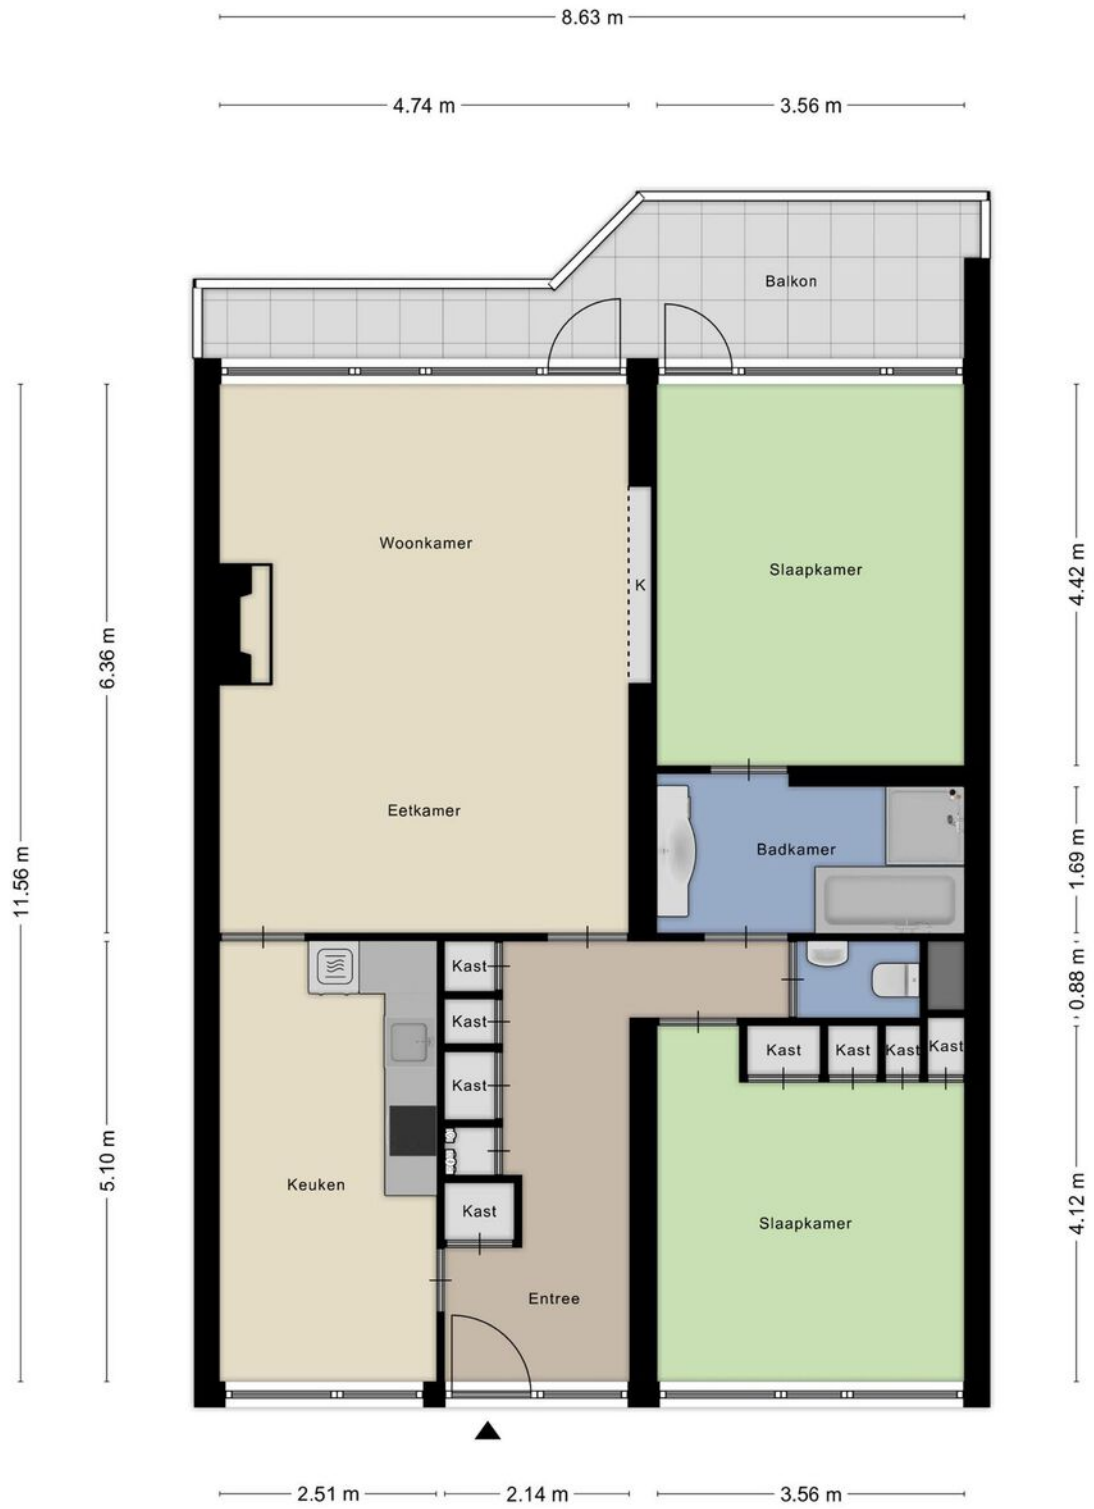 8.63 m
4.74 m
3.56 m
Balkon
Woonkamer
Slaapkamer
K
4.42 m
6.36 m
11.56 m
Eetkamer
Badkamer
1.69 m
Kast
0.88 m
Kast
Kast
Kast
Kast
Kast
Kast
5.10 m
Keuken
Kast
Slaapkamer
4.12 m
Entree
2.51 m
2.14 m
3.56 m